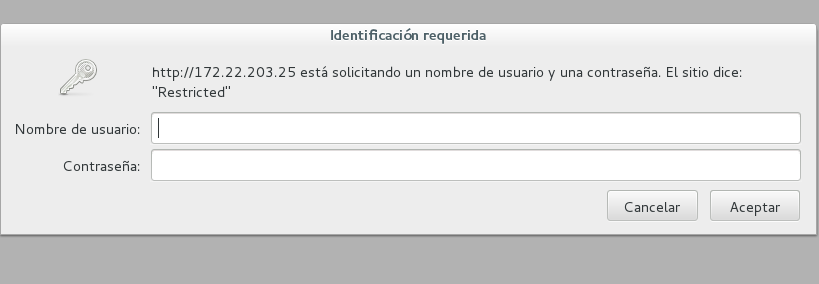 Identificación requerida
http://172.22.203.25 está solicitando un nombre de usuario y una contraseña. El sitio dice:
"Restricted"
Nombre de usuario:
Contraseña:
Cancelar Aceptar